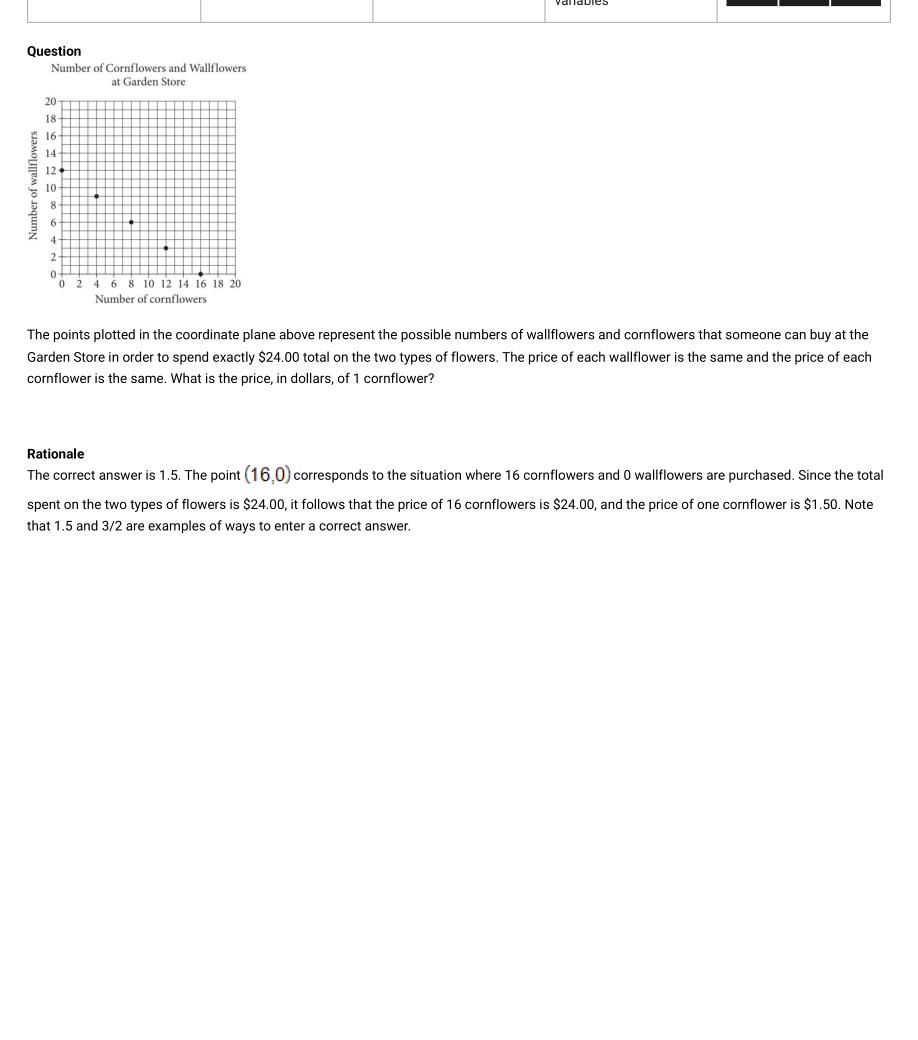 variables
Question
Number of Cornflowers and Wallflowers
at Garden Store
Number of wallflowers
20
18
16
14
12
10
8
6
4
2
0
0 2 4 6 8 10 12 14 16 18 20
Number of cornflowers
The points plotted in the coordinate plane above represent the possible numbers of wallflowers and cornflowers that someone can buy at the
Garden Store in order to spend exactly $24.00 total on the two types of flowers. The price of each wallflower is the same and the price of each
cornflower is the same. What is the price, in dollars, of 1 cornflower?
Rationale
The correct answer is 1.5. The point (16,0) corresponds to the situation where 16 cornflowers and 0 wallflowers are purchased. Since the total
spent on the two types of flowers is $24.00, it follows that the price of 16 cornflowers is $24.00, and the price of one cornflower is $1.50. Note
that 1.5 and 3/2 are examples of ways to enter a correct answer.